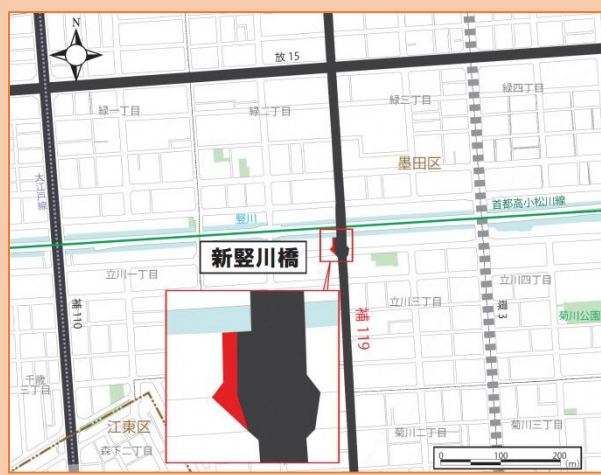 N
放 15
緑一丁目
緑二丁目
緑三丁目
緑四丁目
墨田区
大江戸線
首都高小松川線
竪川
新竪川橋
立川一丁目
立川三丁目
立川四丁目
補 110
補 119
環 3
菊川公園
千歳
三丁目
江東区
森下二丁目
菊川二丁目
菊川三丁目
0 100 200
(m)